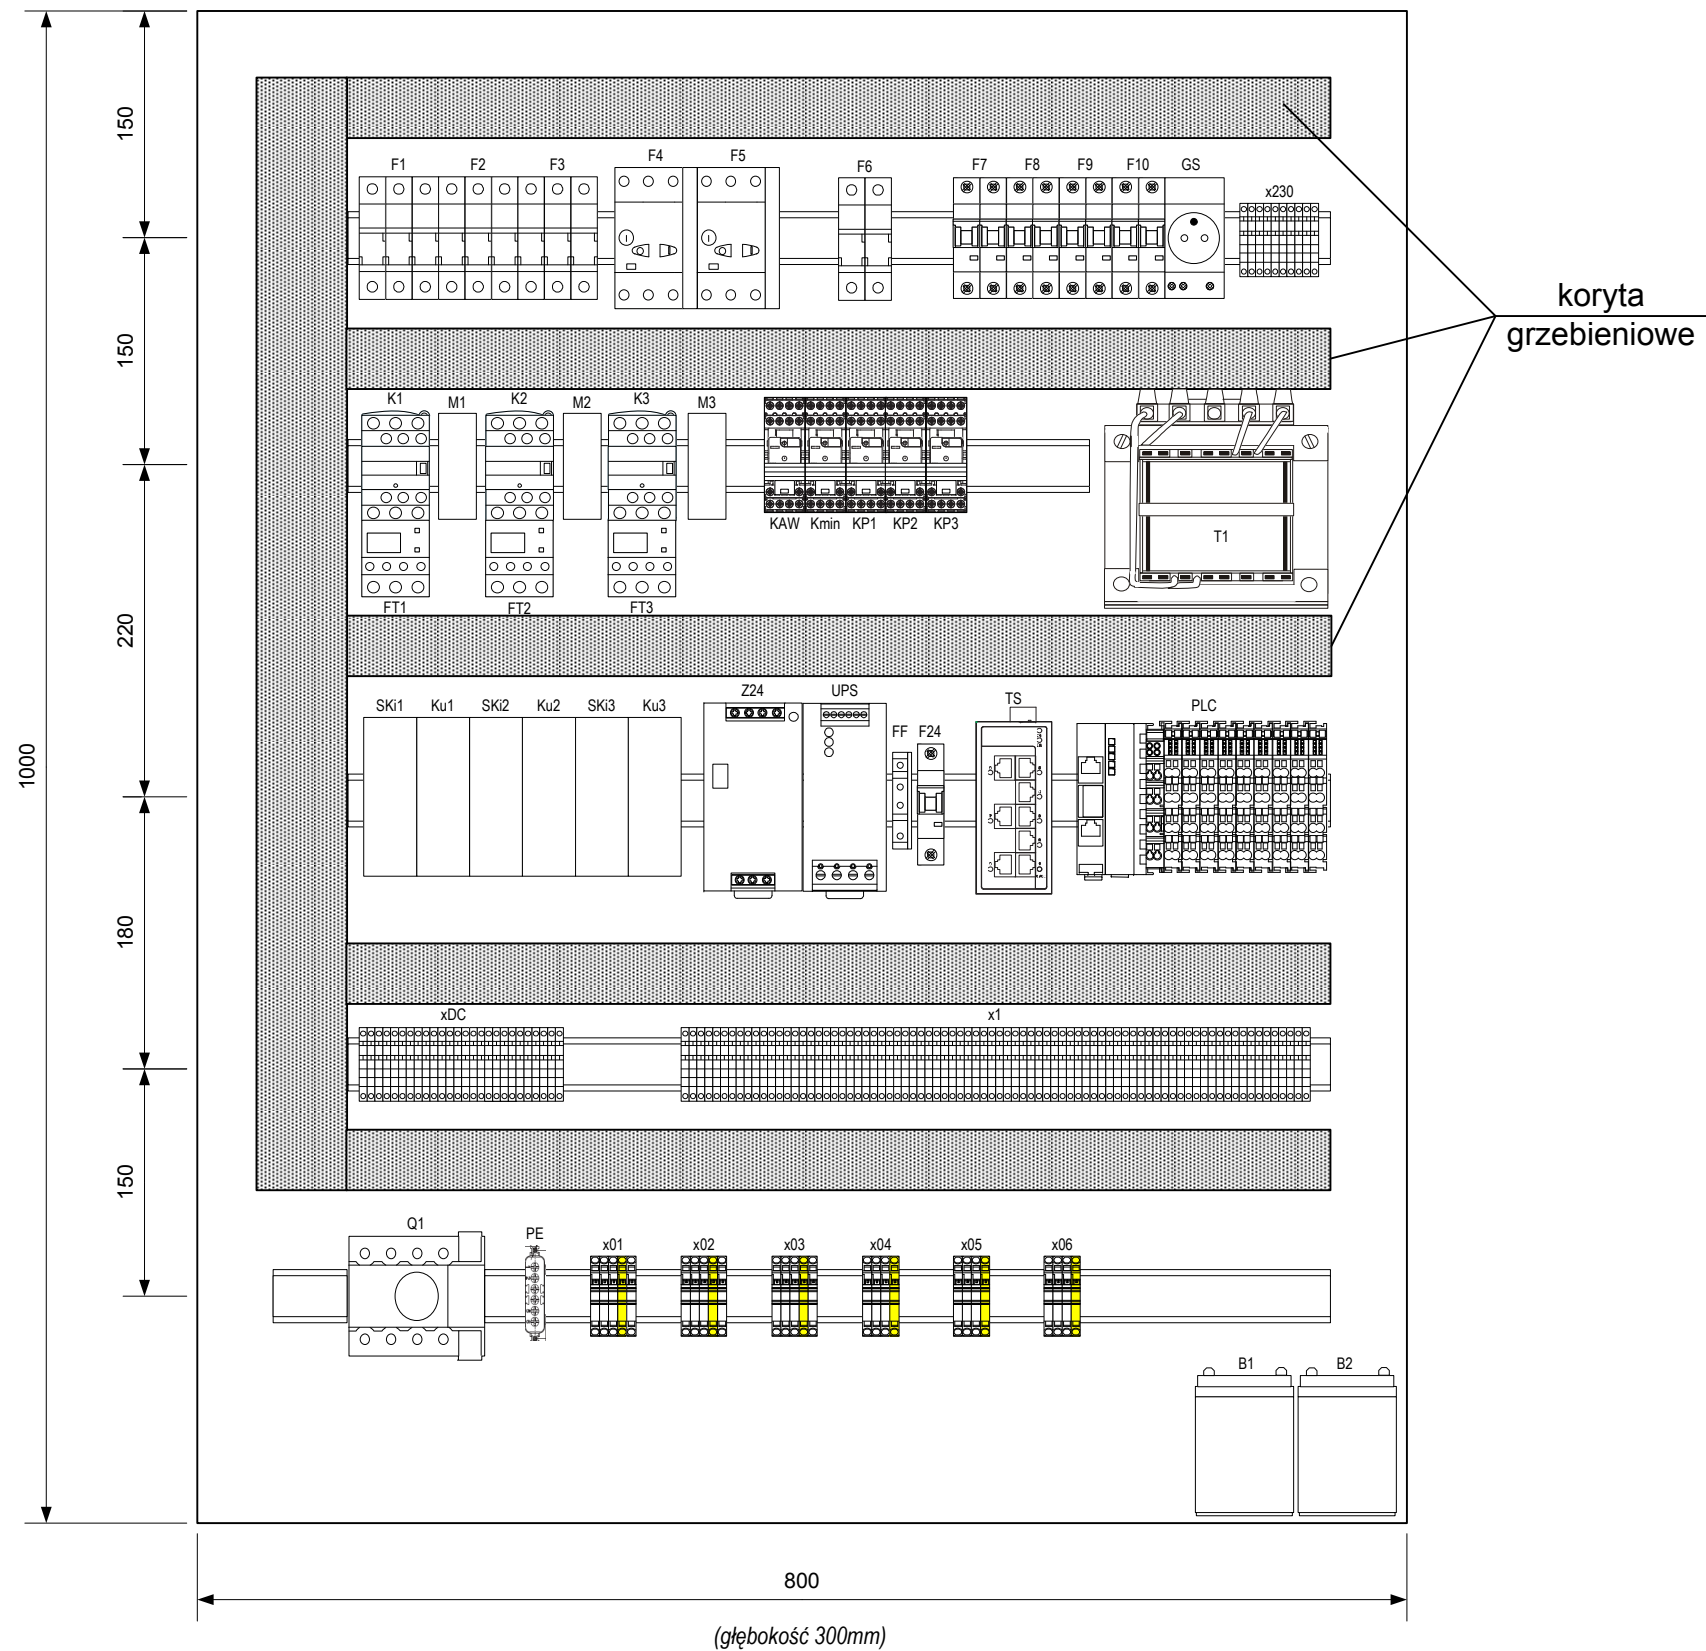 F1 F2 F3 F4 F5 F6 F7 F8 F9 F10 GS x230
150
koryta
grzebieniowe
150
K1 M1 K2 M2 K3 M3
KAW Kmin KP1 KP2 KP3
T1
FT1 FT2 FT3
220
SKi1 Ku1 SKi2 Ku2 SKi3 Ku3 Z24 UPS FF F24 TS PLC
1000
180
xDC x1
150
Q1 PE x01 x02 x03 x04 x05 x06
B1 B2
800
(głębokość 300mm)